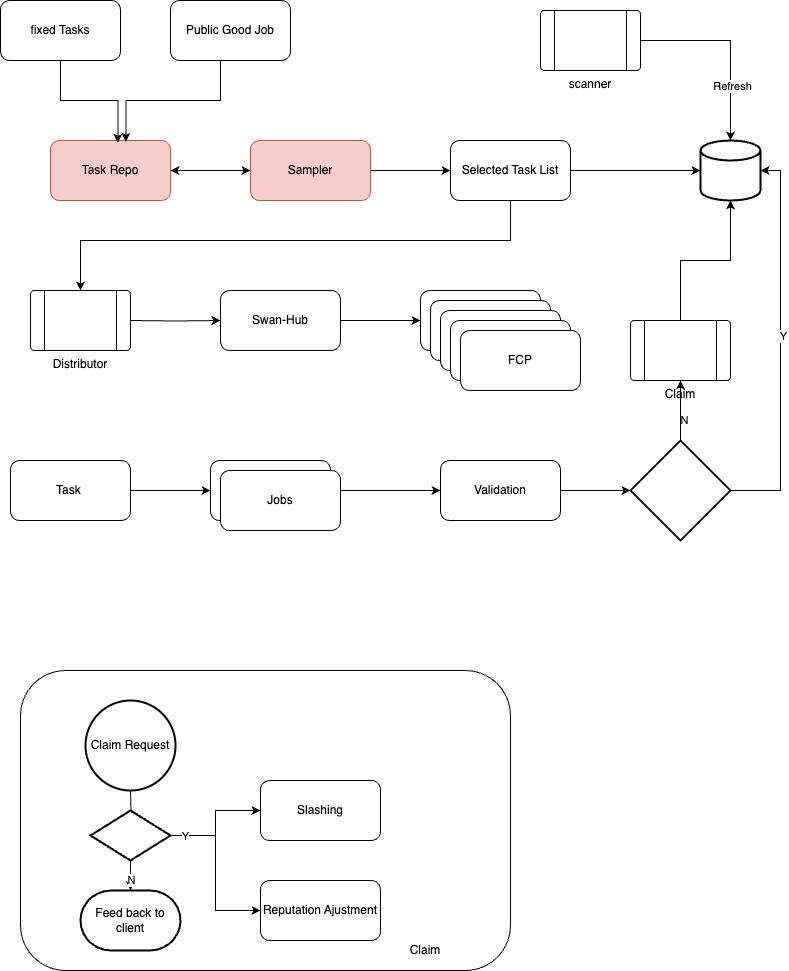 fixed Tasks
Public Good Job
scanner
Refresh
Task Repo
Sampler
Selected Task List
Distributor
Swan-Hub
FCP
Y
Claim
N
Task
Jobs
Validation
Claim Request
Slashing
Y
N
Feed back to
client
Reputation Ajustment
Claim